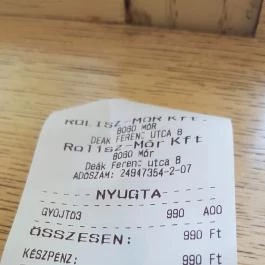 ROLISZ-MÓR Kft.
8060 MÓR
DEÁK FERENC UTCA 8
Rolisz-Mór Kft
8060 Mór
Deák Ferenc utca 8
ADÓSZÁM: 24947354-2-07
NYUGTA
GYŰJTŐ3 990 A00
ÖSSZESEN: 990 Ft
KÉSZPÉNZ: 990 Ft